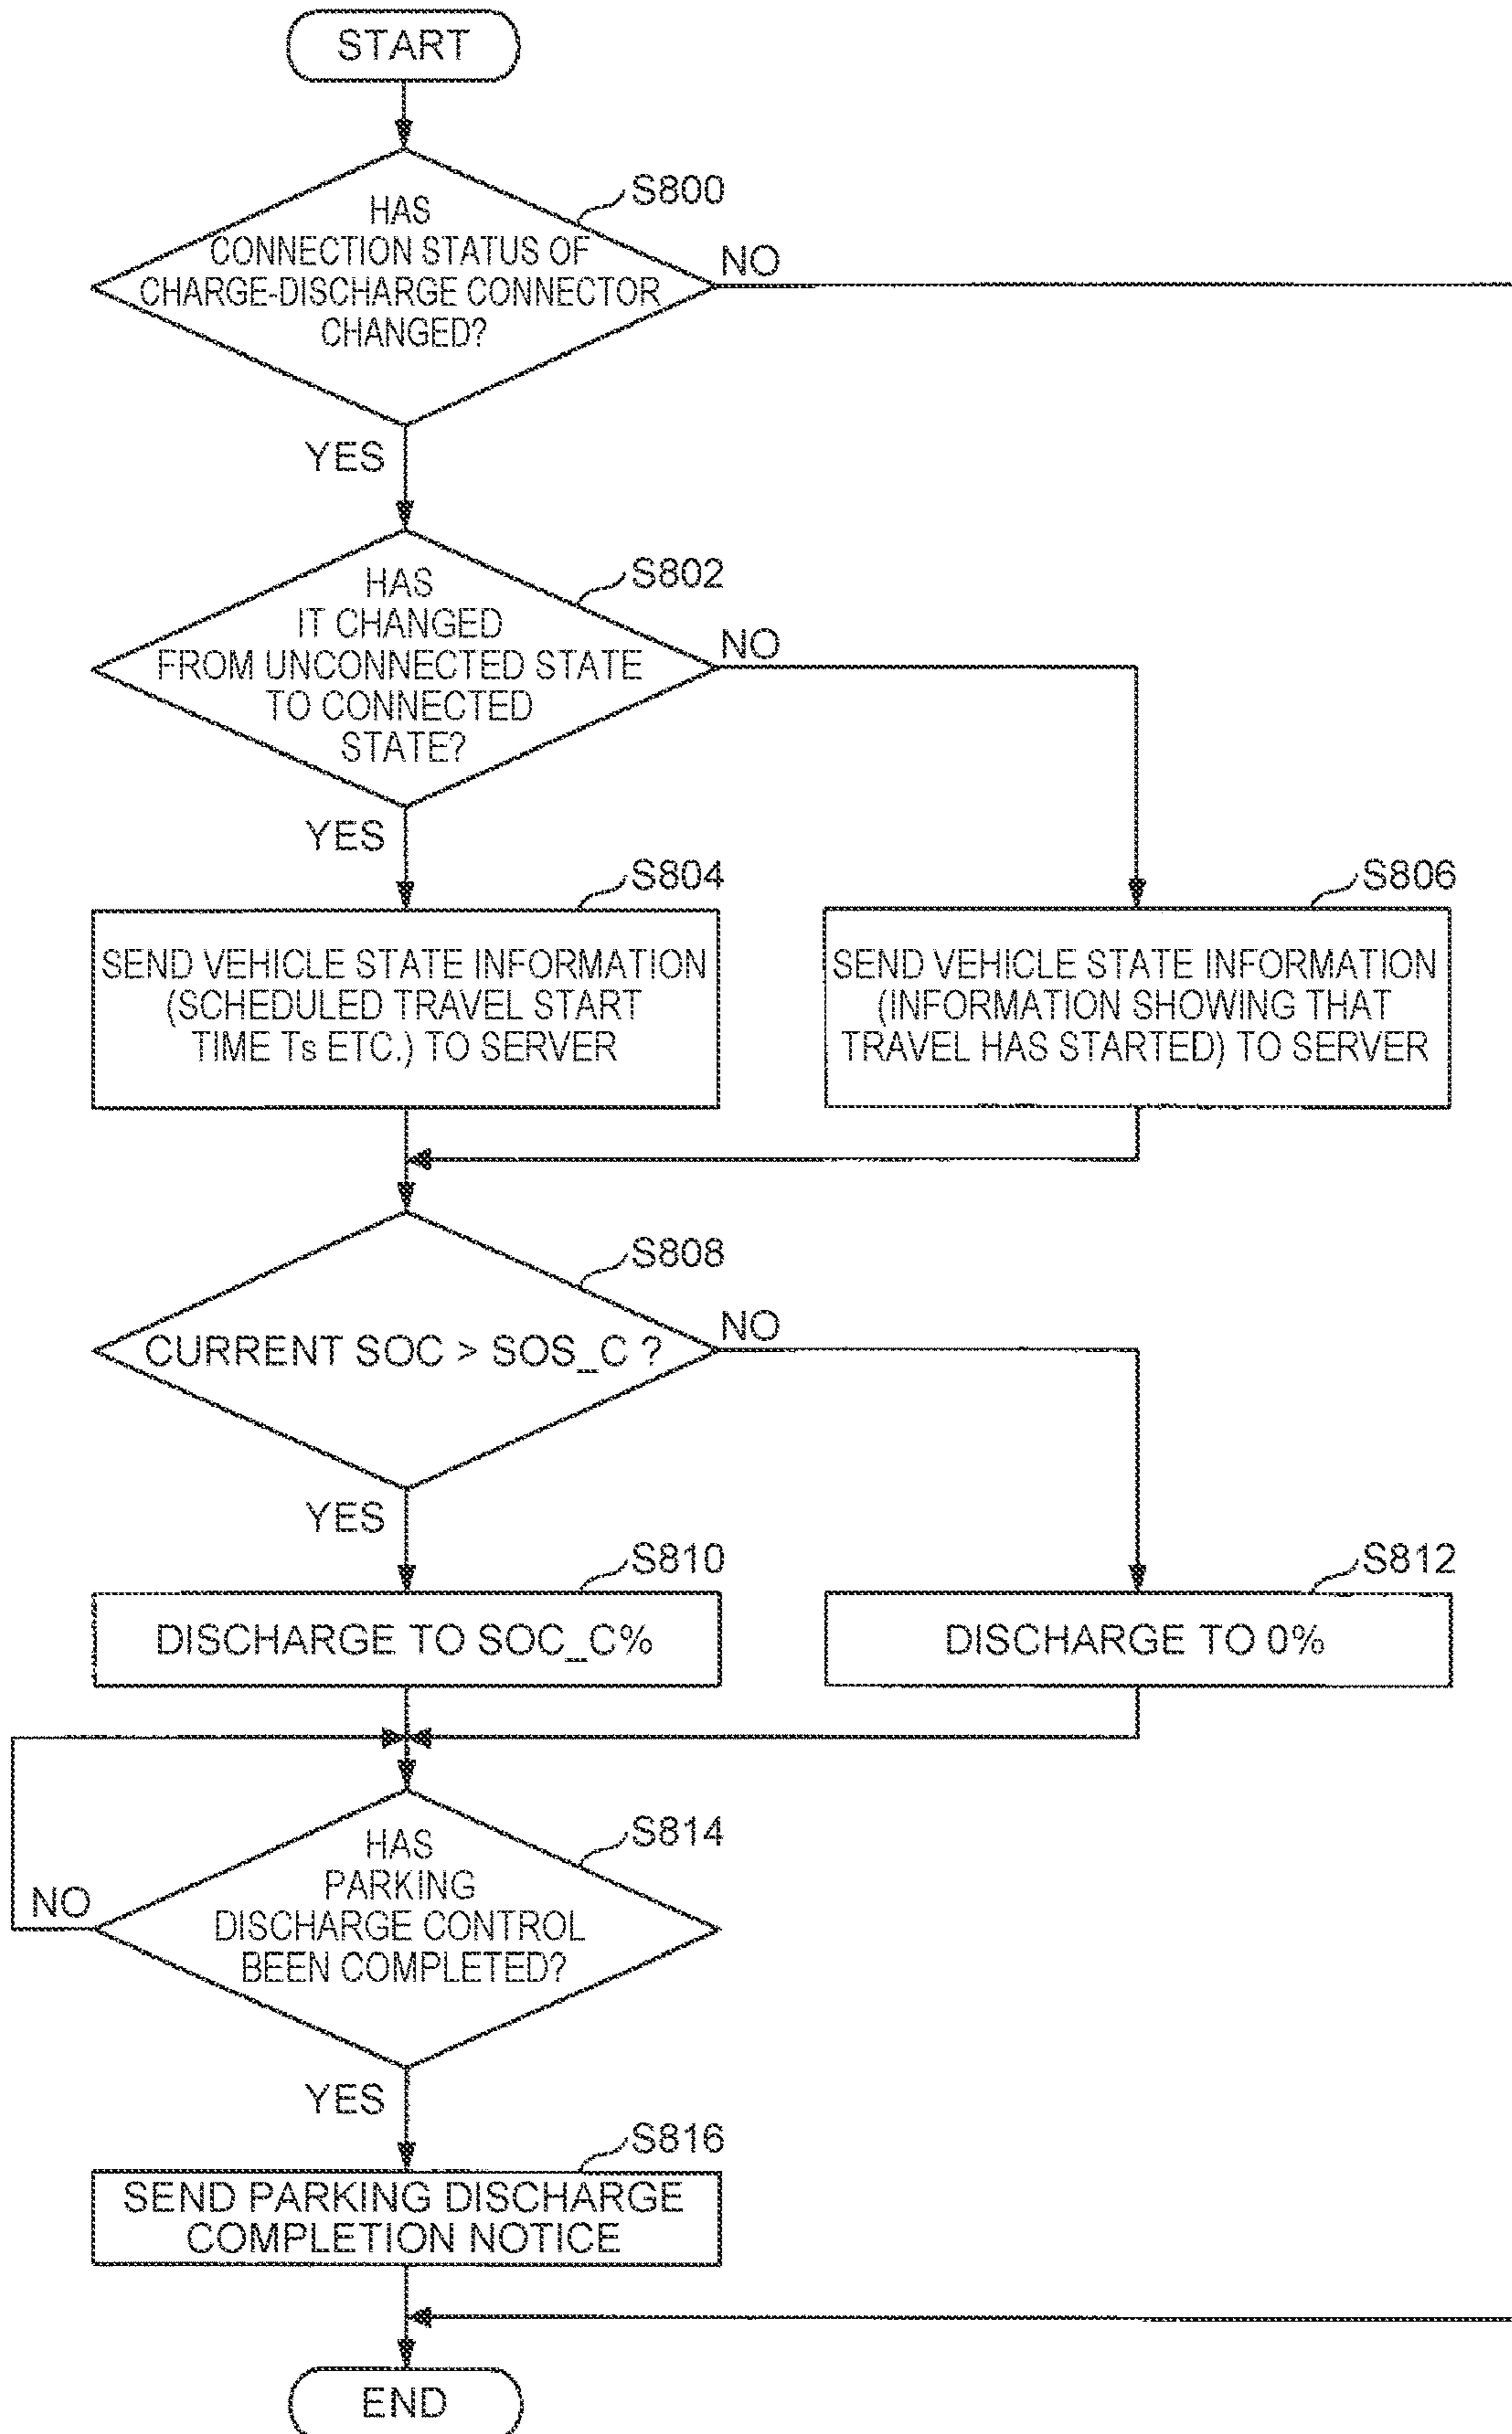 START
S800
HAS
CONNECTION STATUS OF
CHARGE-DISCHARGE CONNECTOR
CHANGED?
NO
YES
S802
HAS
IT CHANGED
FROM UNCONNECTED STATE
TO CONNECTED
STATE?
NO
YES
S804
SEND VEHICLE STATE INFORMATION
(SCHEDULED TRAVEL START
TIME Ts ETC.) TO SERVER
S806
SEND VEHICLE STATE INFORMATION
(INFORMATION SHOWING THAT
TRAVEL HAS STARTED) TO SERVER
S808
CURRENT SOC > SOS_C ?
NO
YES
S810
DISCHARGE TO SOC_C%
S812
DISCHARGE TO 0%
S814
HAS
PARKING
DISCHARGE CONTROL
BEEN COMPLETED?
NO
YES
S816
SEND PARKING DISCHARGE
COMPLETION NOTICE
END